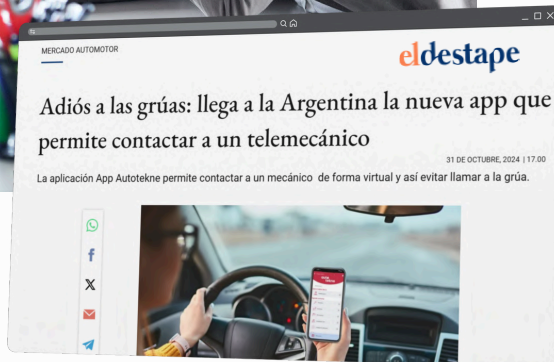 MERCADO AUTOMOTOR
eldestape
Adiós a las grúas: llega a la Argentina la nueva app que
permite contactar a un telemecánico
31 DE OCTUBRE, 2024 | 17.00
La aplicación App Autotekne permite contactar a un mecánico de forma virtual y así evitar llamar a la grúa.